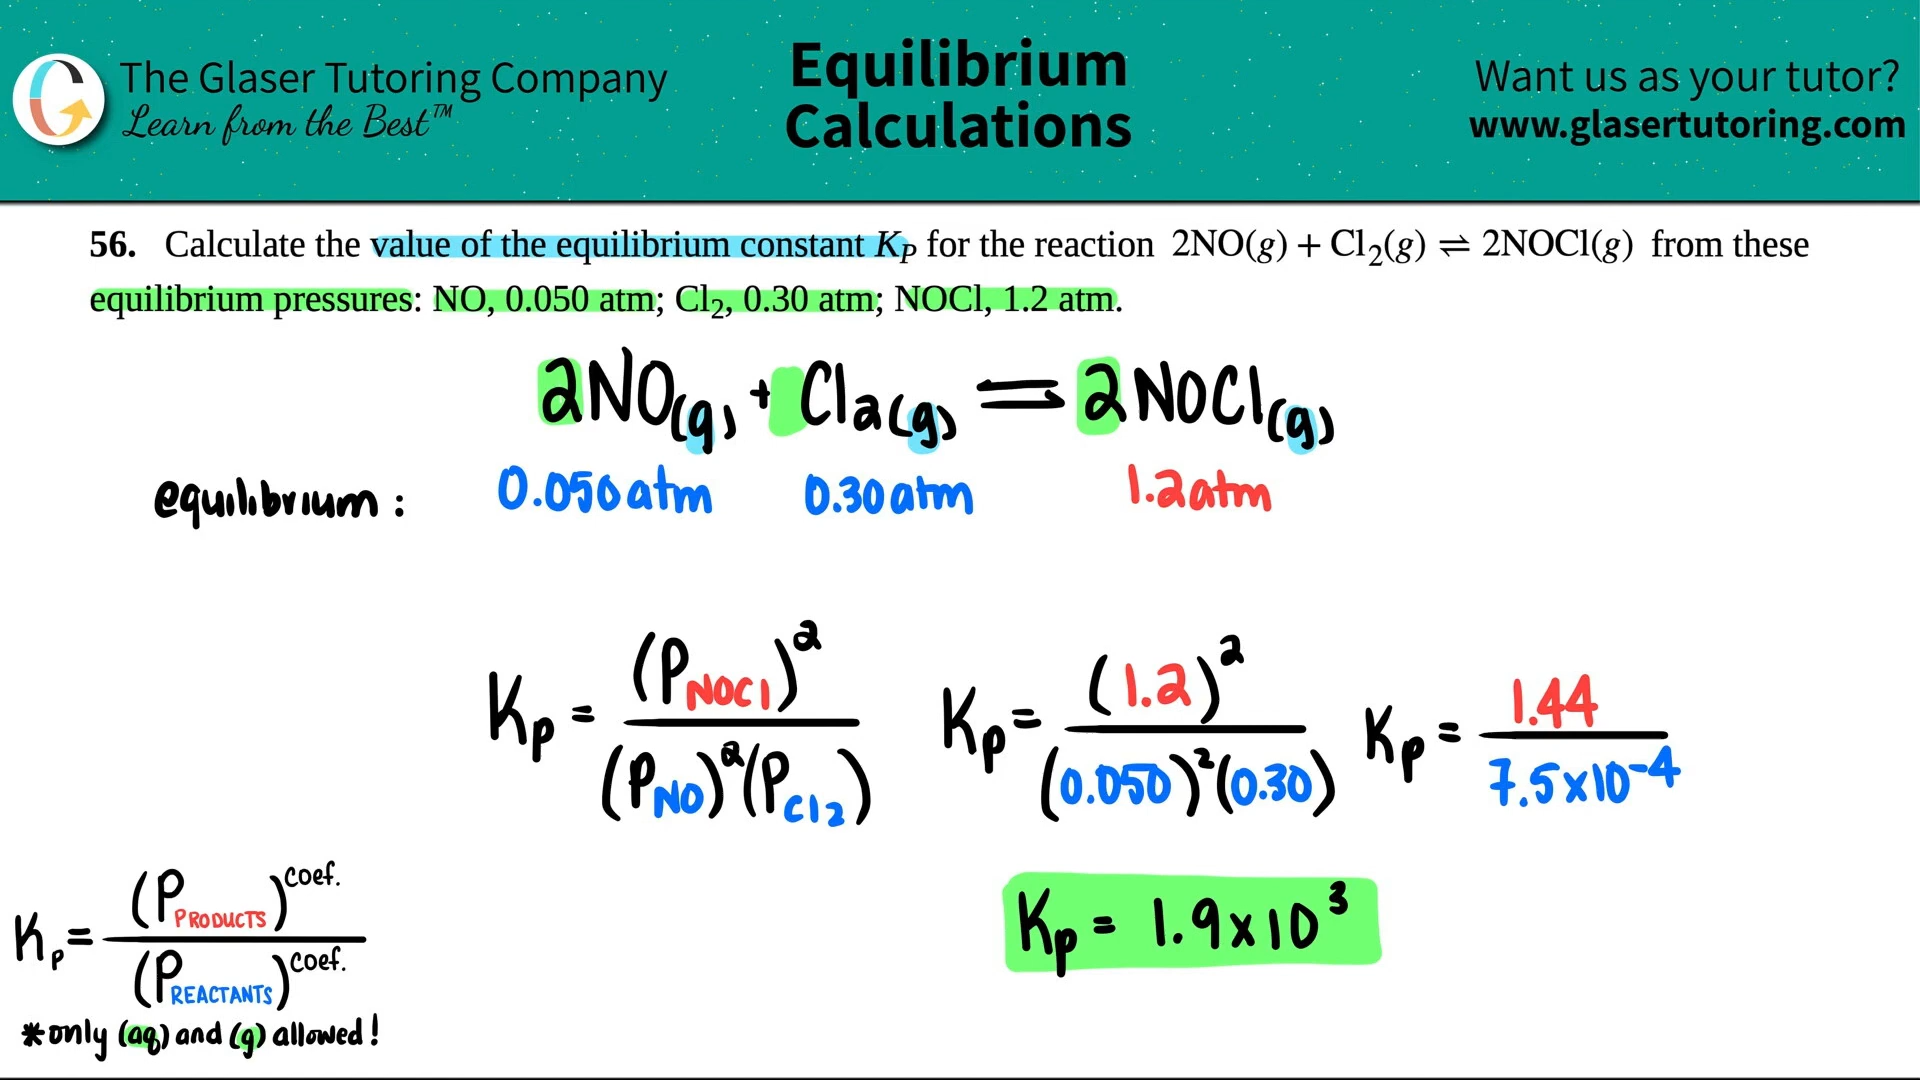 The Glaser Tutoring Company
Learn from the Best™
Equilibrium
Calculations
Want us as your tutor?
www.glasertutoring.com
56. Calculate the value of the equilibrium constant K_P for the reaction 2NO(g) + Cl₂(g) ⇌ 2NOCl(g) from these
equilibrium pressures: NO, 0.050 atm; Cl₂, 0.30 atm; NOCl, 1.2 atm.
2NO(g) + Cl₂(g) ⇌ 2NOCl(g)
equilibrium: 0.050 atm 0.30 atm 1.2 atm
Kp = (P_NOCl)² / (P_NO)² (P_Cl₂)
Kp = (1.2)² / (0.050)² (0.30)
Kp = 1.44 / 7.5x10⁻⁴
Kp = 1.9x10³
Kp = (P_PRODUCTS)^coef. / (P_REACTANTS)^coef.
*only (aq) and (g) allowed!